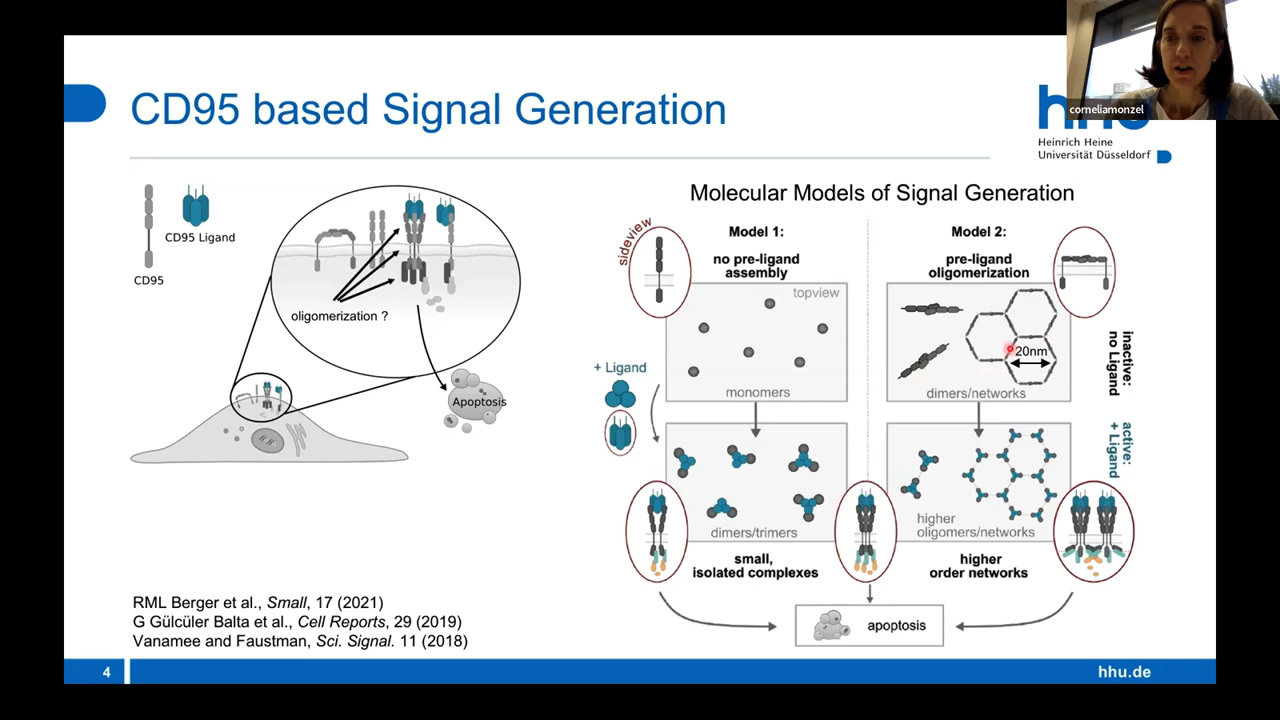 CD95 based Signal Generation
corneliamonzel
Heinrich Heine
Universität Düsseldorf
CD95 Ligand
CD95
oligomerization ?
Apoptosis
Molecular Models of Signal Generation
sideview
Model 1:
no pre-ligand
assembly
topview
monomers
Model 2:
pre-ligand
oligomerization
20nm
dimers/networks
inactive:
no Ligand
+ Ligand
active:
+ Ligand
dimers/trimers
small,
isolated complexes
higher
oligomers/networks
higher
order networks
apoptosis
RML Berger et al., Small, 17 (2021)
G Gülcüler Balta et al., Cell Reports, 29 (2019)
Vanamee and Faustman, Sci. Signal. 11 (2018)
4
hhu.de